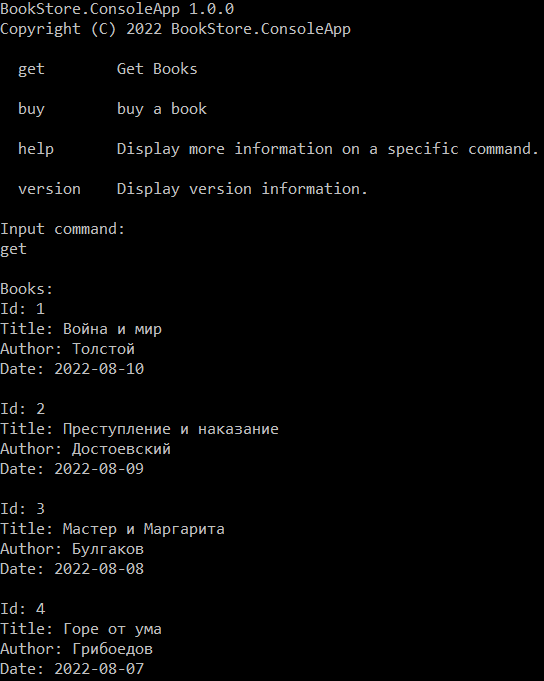 BookStore.ConsoleApp 1.0.0
Copyright (C) 2022 BookStore.ConsoleApp
get Get Books
buy buy a book
help Display more information on a specific command.
version Display version information.
Input command:
get
Books:
Id: 1
Title: Война и мир
Author: Толстой
Date: 2022-08-10
Id: 2
Title: Преступление и наказание
Author: Достоевский
Date: 2022-08-09
Id: 3
Title: Мастер и Маргарита
Author: Булгаков
Date: 2022-08-08
Id: 4
Title: Горе от ума
Author: Грибоедов
Date: 2022-08-07